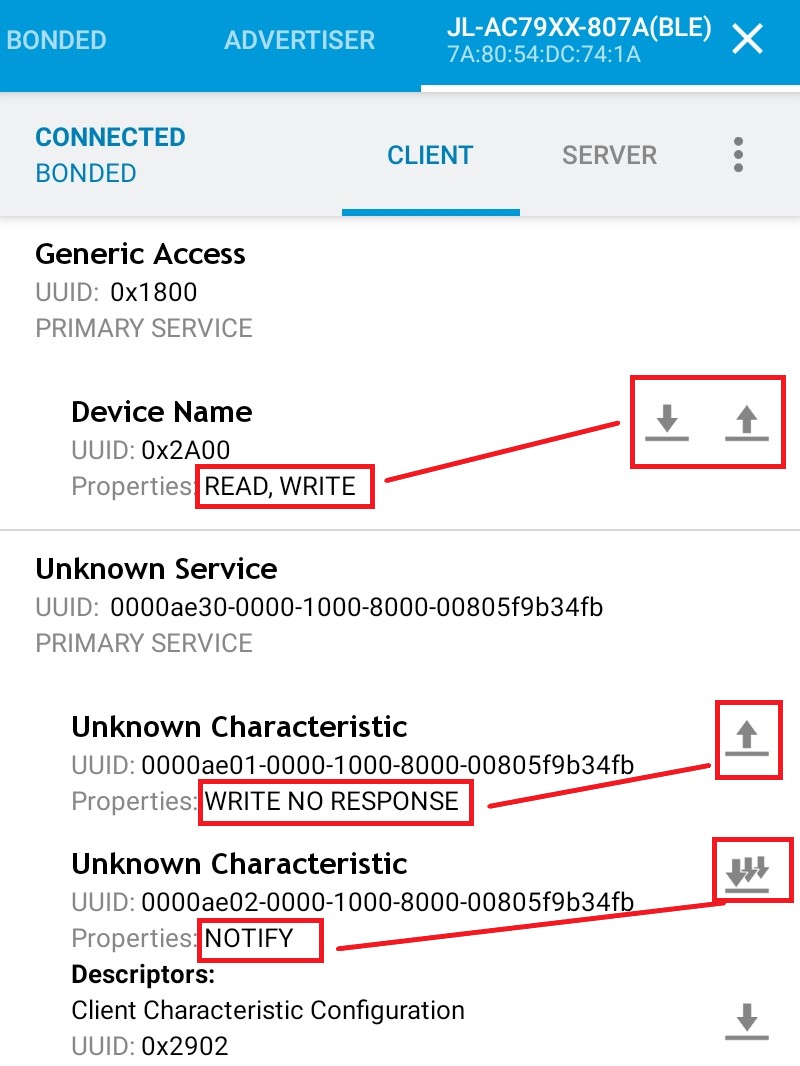 BONDED
ADVERTISER
JL-AC79XX-807A(BLE)
7A:80:54:DC:74:1A
CONNECTED
BONDED
CLIENT
SERVER
Generic Access
UUID: 0x1800
PRIMARY SERVICE
Device Name
UUID: 0x2A00
Properties: READ, WRITE
Unknown Service
UUID: 0000ae30-0000-1000-8000-00805f9b34fb
PRIMARY SERVICE
Unknown Characteristic
UUID: 0000ae01-0000-1000-8000-00805f9b34fb
Properties: WRITE NO RESPONSE
Unknown Characteristic
UUID: 0000ae02-0000-1000-8000-00805f9b34fb
Properties: NOTIFY
Descriptors:
Client Characteristic Configuration
UUID: 0x2902